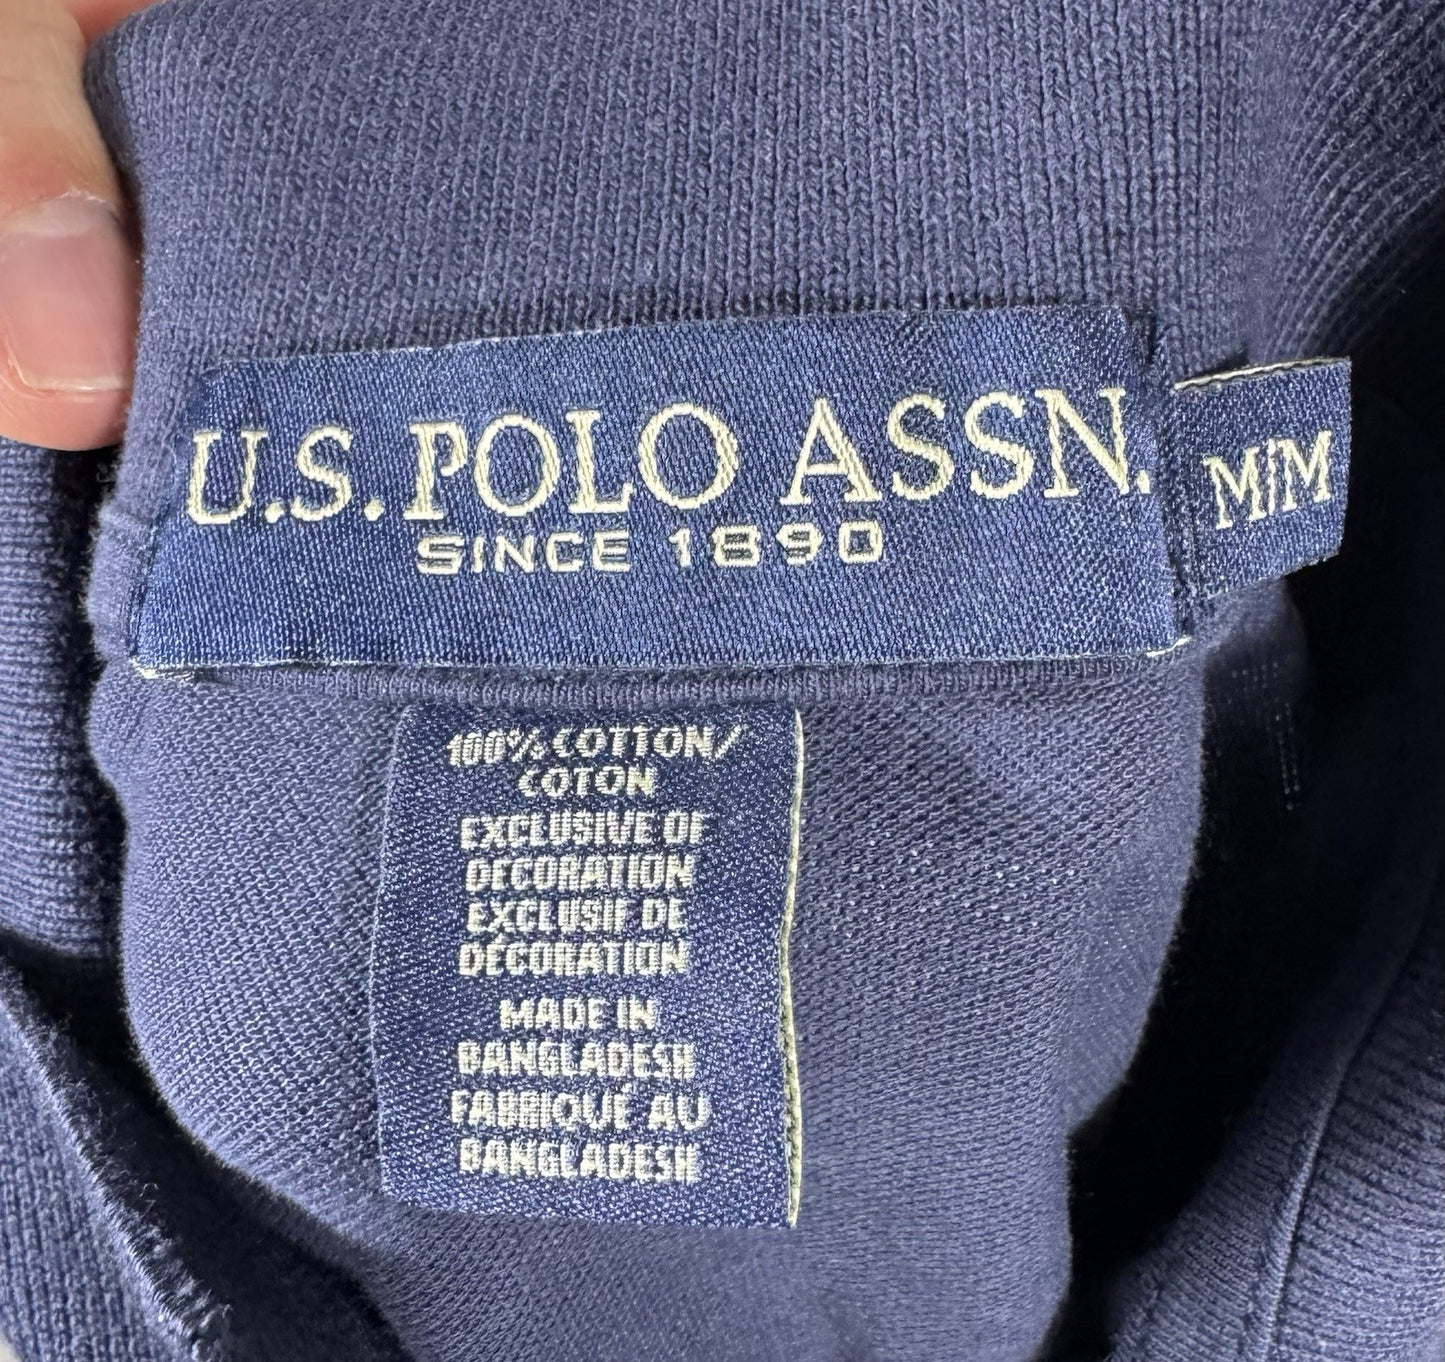 U.S. POLO ASSN.
SINCE 1890
M/M
100% COTTON/
COTON
EXCLUSIVE OF
DECORATION
EXCLUSIF DE
DÉCORATION
MADE IN
BANGLADESH
FABRIQUÉ AU
BANGLADESH